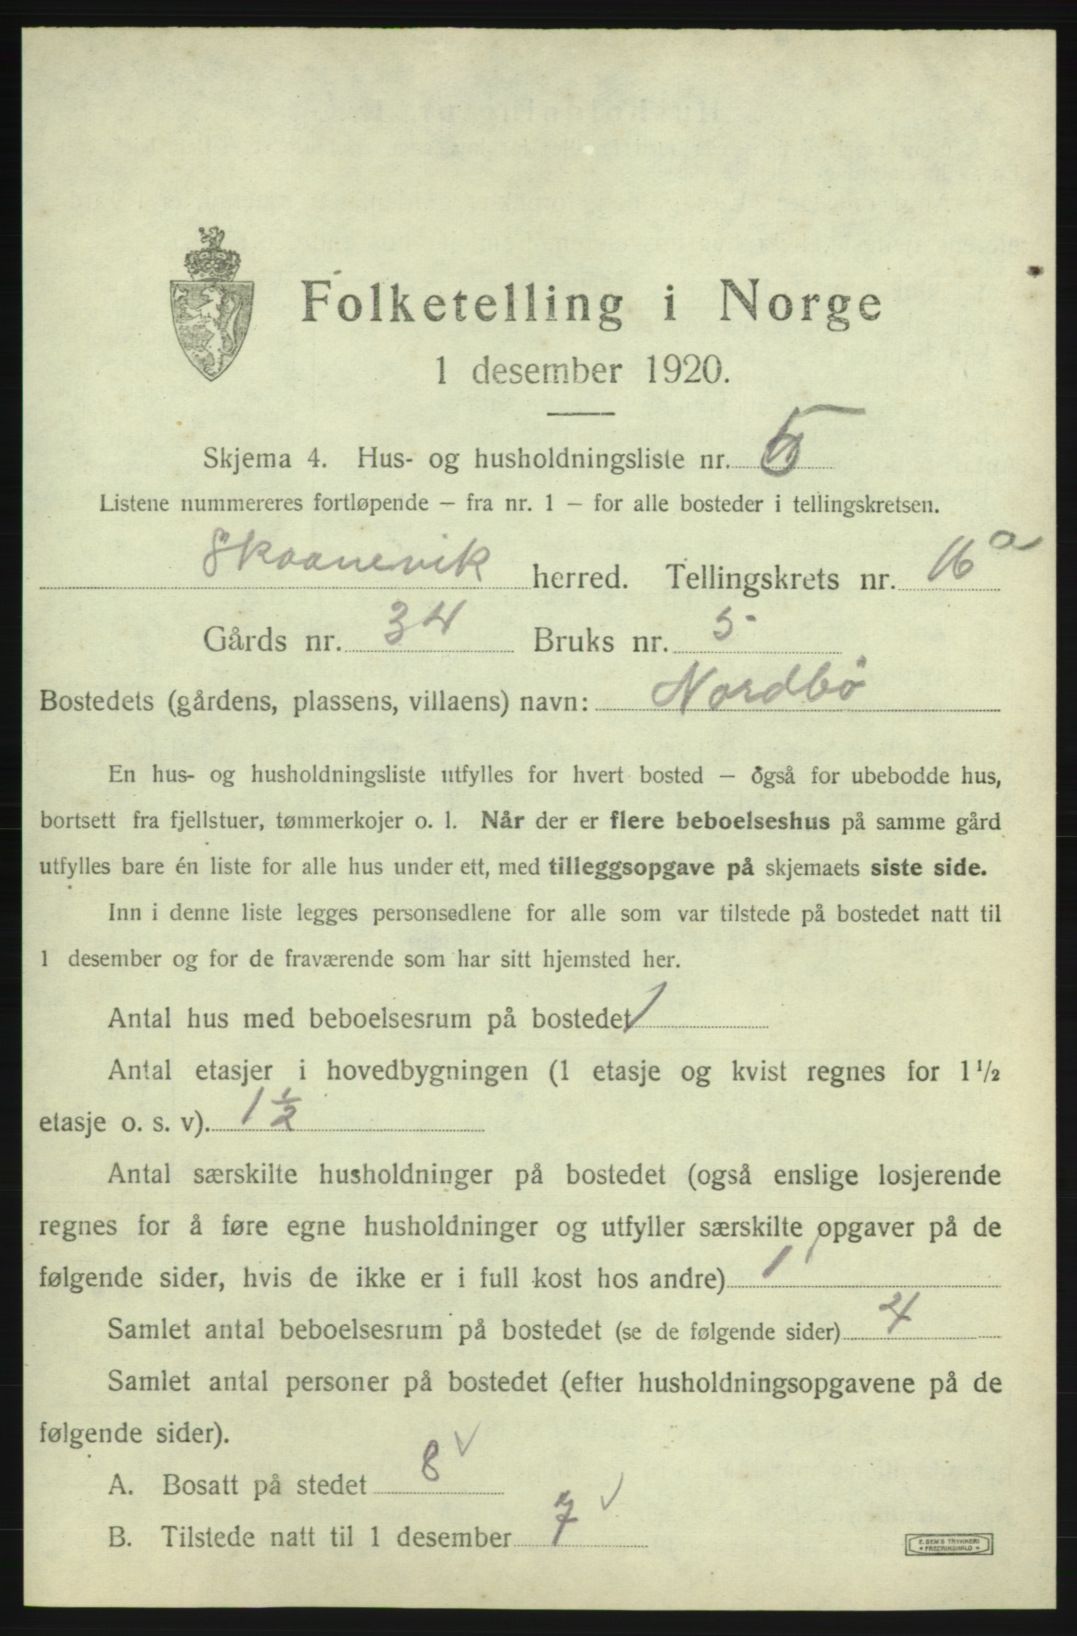 Folketelling i Norge
1 desember 1920.
Skjema 4. Hus- og husholdningsliste nr. 5
Listene nummereres fortløpende – fra nr. 1 – for alle bosteder i tellingskretsen.
Skaanevik herred. Tellingskrets nr. 16a
Gårds nr. 34 Bruks nr. 5
Bostedets (gårdens, plassens, villaens) navn: Nordbö
En hus- og husholdningsliste utfylles for hvert bosted – også for ubebodde hus,
bortsett fra fjellstuer, tømmerkojer o. l. Når der er flere beboelseshus på samme gård
utfylles bare én liste for alle hus under ett, med tilleggsopgave på skjemaets siste side.
Inn i denne liste legges personsedlene for alle som var tilstede på bostedet natt til
1 desember og for de fraværende som har sitt hjemsted her.
Antal hus med beboelsesrum på bostedet 1
Antal etasjer i hovedbygningen (1 etasje og kvist regnes for 1 1/2
etasje o. s. v). 1 1/2
Antal særskilte husholdninger på bostedet (også enslige losjerende
regnes for å føre egne husholdninger og utfyller særskilte opgaver på de
følgende sider, hvis de ikke er i full kost hos andre) 1
Samlet antal beboelsesrum på bostedet (se de følgende sider) 4
Samlet antal personer på bostedet (efter husholdningsopgavene på de
følgende sider).
A. Bosatt på stedet 8 ✓
B. Tilstede natt til 1 desember 7 ✓
E. SEM'S TRYKKERI
FREDRIKSHALD